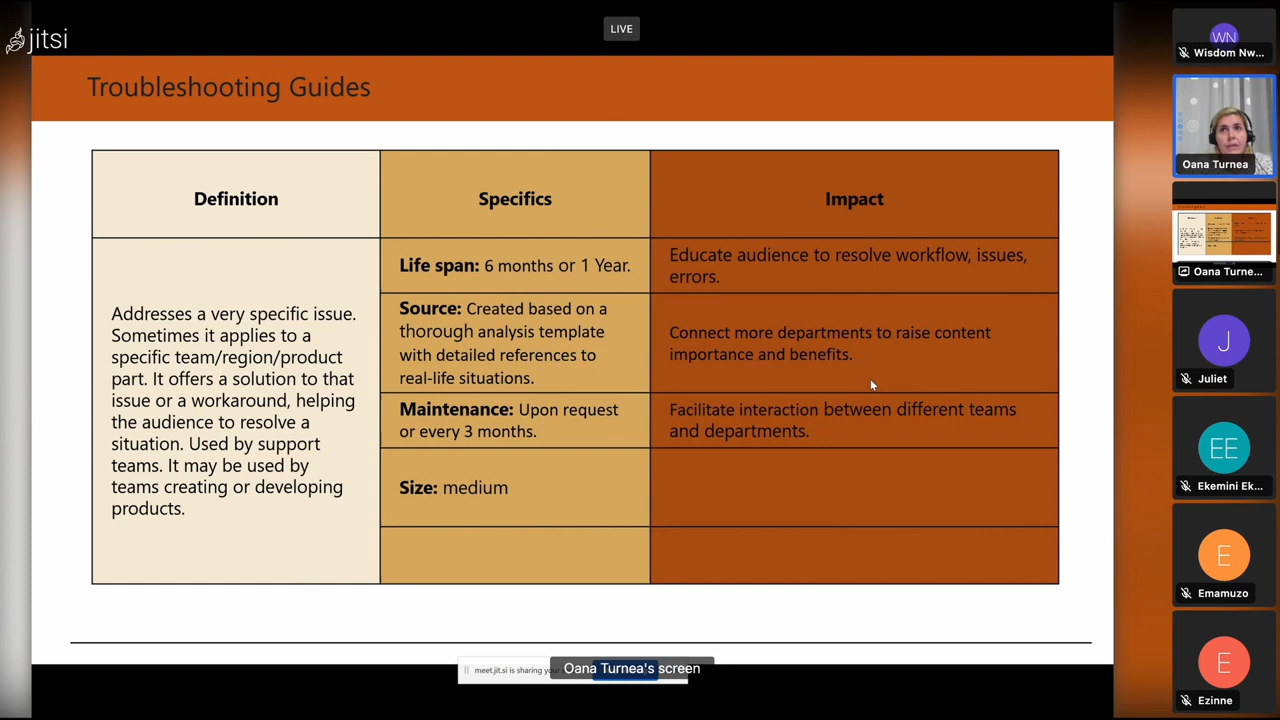 jitsi
LIVE
Troubleshooting Guides
Definition
Specifics
Impact
Addresses a very specific issue.
Sometimes it applies to a
specific team/region/product
part. It offers a solution to that
issue or a workaround, helping
the audience to resolve a
situation. Used by support
teams. It may be used by
teams creating or developing
products.
Life span: 6 months or 1 Year.
Source: Created based on a
thorough analysis template
with detailed references to
real-life situations.
Maintenance: Upon request
or every 3 months.
Size: medium
Educate audience to resolve workflow, issues,
errors.
Connect more departments to raise content
importance and benefits.
Facilitate interaction between different teams
and departments.
meet.jit.si is sharing
Oana Turnea's screen
WN
Wisdom Nw...
Oana Turnea
Oana Turne...
J
Juliet
EE
Ekemini Ek...
E
Emamuzo
E
Ezinne